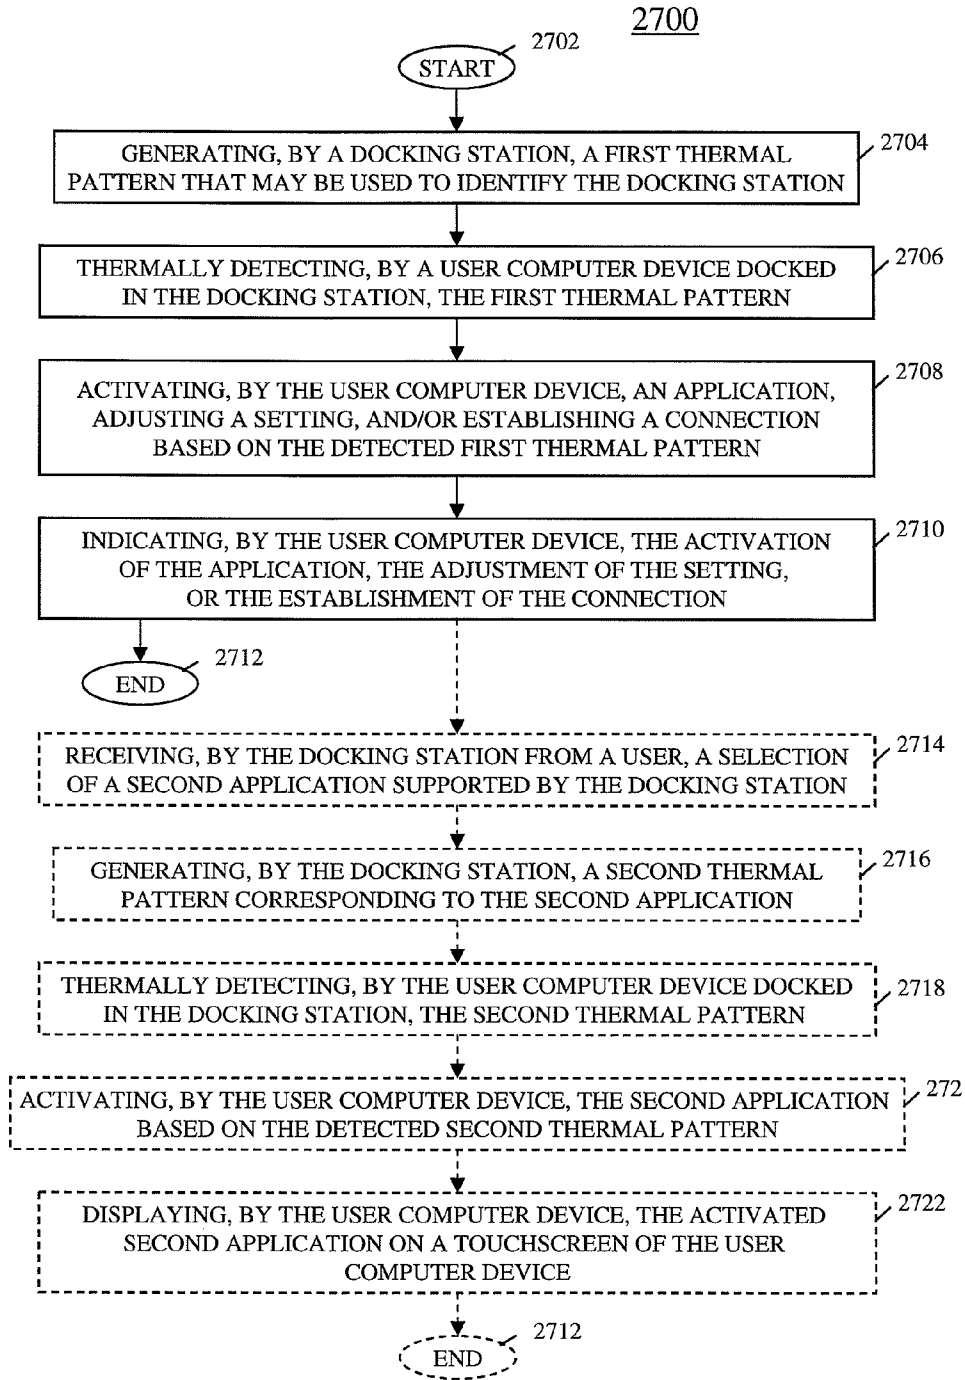 2700
2702
START
2704
GENERATING, BY A DOCKING STATION, A FIRST THERMAL
PATTERN THAT MAY BE USED TO IDENTIFY THE DOCKING STATION
2706
THERMALLY DETECTING, BY A USER COMPUTER DEVICE DOCKED
IN THE DOCKING STATION, THE FIRST THERMAL PATTERN
2708
ACTIVATING, BY THE USER COMPUTER DEVICE, AN APPLICATION,
ADJUSTING A SETTING, AND/OR ESTABLISHING A CONNECTION
BASED ON THE DETECTED FIRST THERMAL PATTERN
2710
INDICATING, BY THE USER COMPUTER DEVICE, THE ACTIVATION
OF THE APPLICATION, THE ADJUSTMENT OF THE SETTING,
OR THE ESTABLISHMENT OF THE CONNECTION
2712
END
2714
RECEIVING, BY THE DOCKING STATION FROM A USER, A SELECTION
OF A SECOND APPLICATION SUPPORTED BY THE DOCKING STATION
2716
GENERATING, BY THE DOCKING STATION, A SECOND THERMAL
PATTERN CORRESPONDING TO THE SECOND APPLICATION
2718
THERMALLY DETECTING, BY THE USER COMPUTER DEVICE DOCKED
IN THE DOCKING STATION, THE SECOND THERMAL PATTERN
272
ACTIVATING, BY THE USER COMPUTER DEVICE, THE SECOND APPLICATION
BASED ON THE DETECTED SECOND THERMAL PATTERN
2722
DISPLAYING, BY THE USER COMPUTER DEVICE, THE ACTIVATED
SECOND APPLICATION ON A TOUCHSCREEN OF THE USER
COMPUTER DEVICE
2712
END